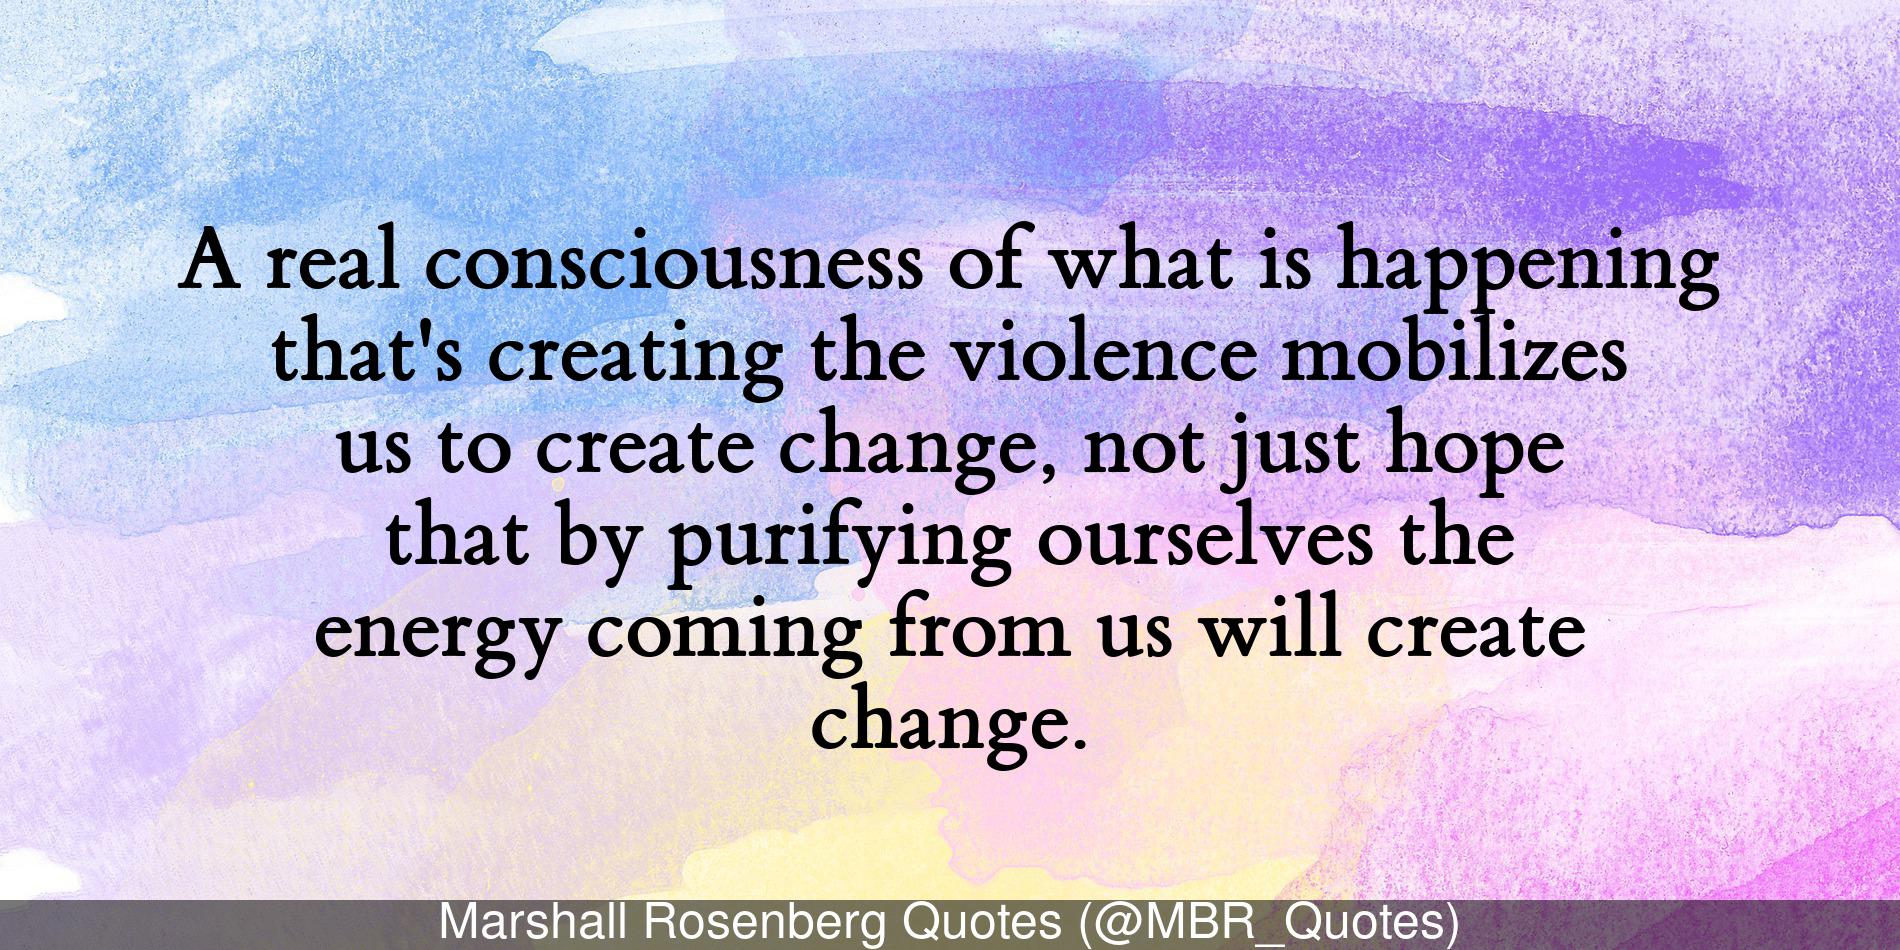 A real consciousness of what is happening
that's creating the violence mobilizes
us to create change, not just hope
that by purifying ourselves the
energy coming from us will create
change.
Marshall Rosenberg Quotes (@MBR_Quotes)